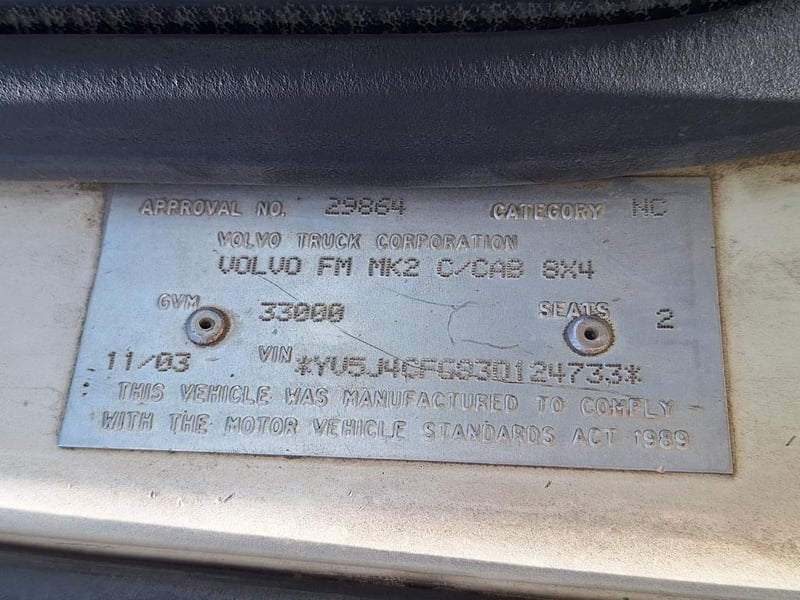 APPROVAL NO. 29864 CATEGORY NC
VOLVO TRUCK CORPORATION
VOLVO FM MK2 C/CAB 8X4
GVM 33000 SEATS 2
11/03 VIN *YV5J4CFG83D124733*
THIS VEHICLE WAS MANUFACTURED TO COMPLY
WITH THE MOTOR VEHICLE STANDARDS ACT 1989